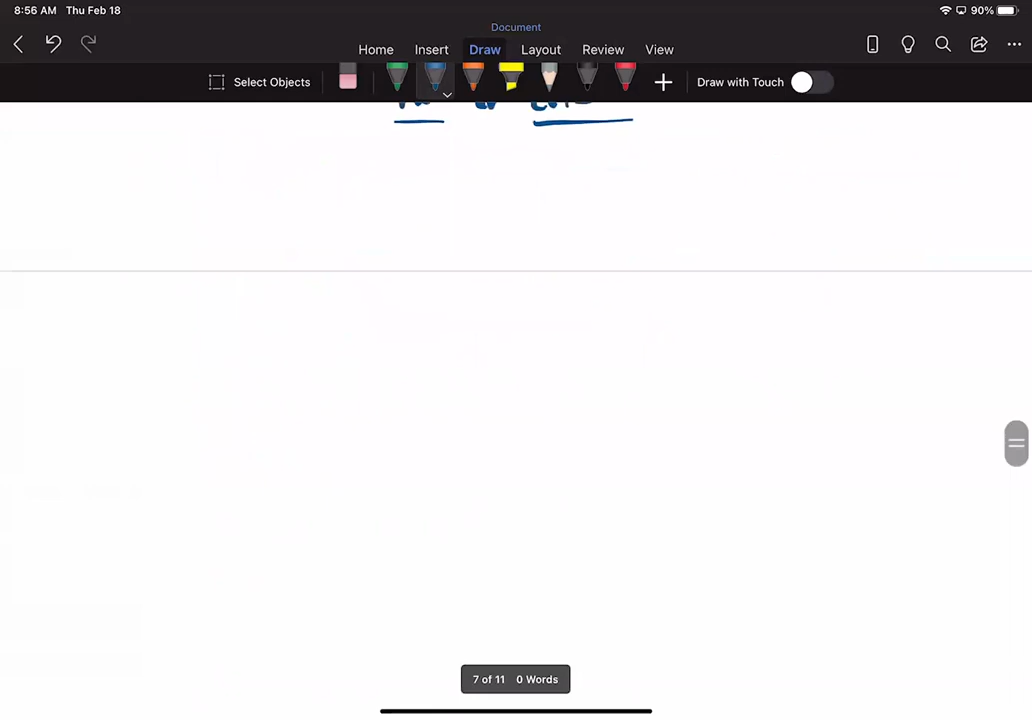 8:56 AM Thu Feb 18 90%
Document
Home Insert Draw Layout Review View
Select Objects Draw with Touch
7 of 11 0 Words